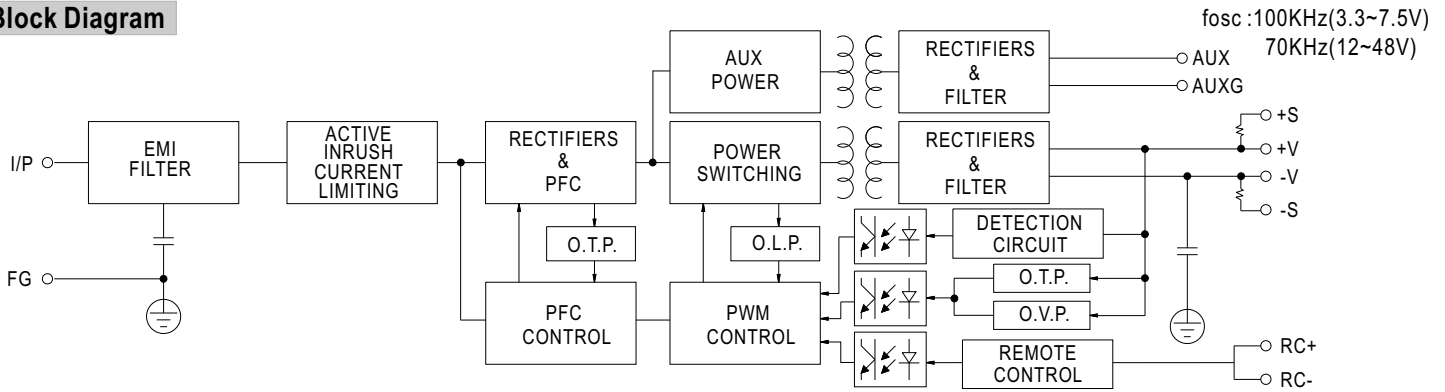 Block Diagram
fosc :100KHz(3.3~7.5V)
70KHz(12~48V)
AUX
POWER
RECTIFIERS
&
FILTER
AUX
AUXG
I/P
EMI
FILTER
ACTIVE
INRUSH
CURRENT
LIMITING
RECTIFIERS
&
PFC
POWER
SWITCHING
RECTIFIERS
&
FILTER
+S
+V
-V
-S
O.T.P.
O.L.P.
DETECTION
CIRCUIT
FG
PFC
CONTROL
PWM
CONTROL
O.T.P.
O.V.P.
REMOTE
CONTROL
RC+
RC-